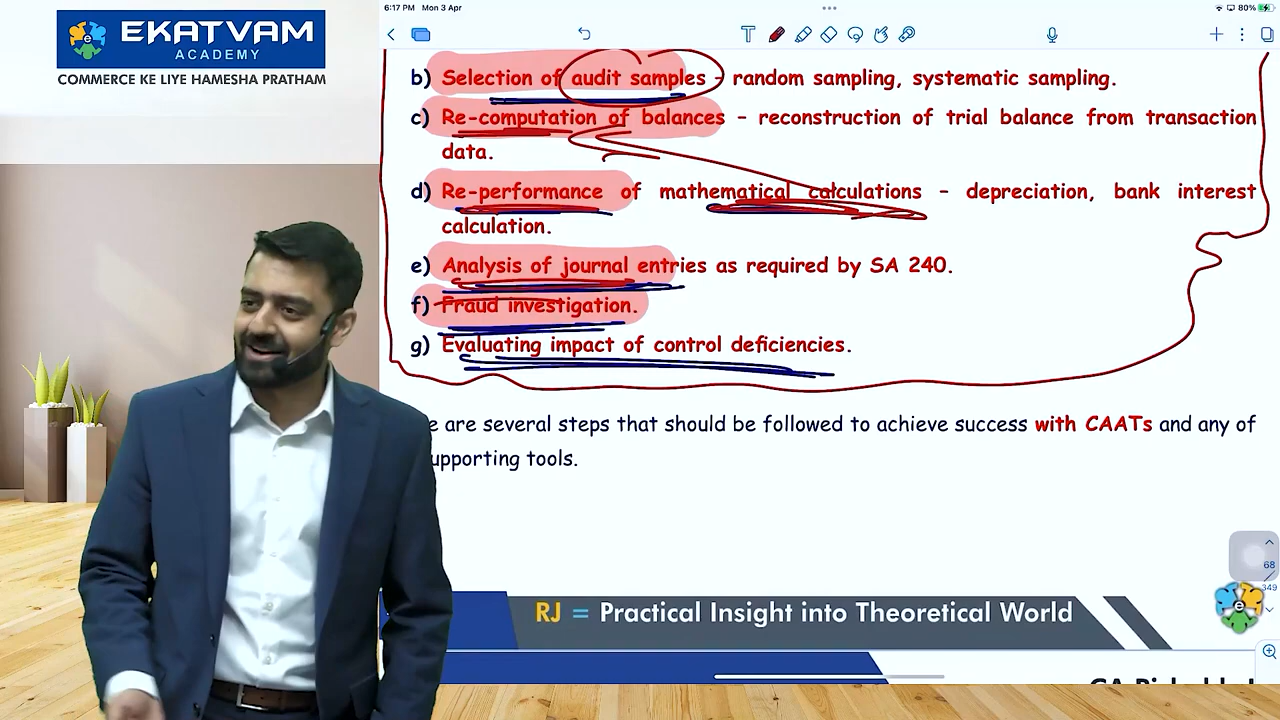 EKATVAM
ACADEMY
COMMERCE KE LIYE HAMESHA PRATHAM
6:17 PM Mon 3 Apr
80%
b) Selection of audit samples - random sampling, systematic sampling.
c) Re-computation of balances – reconstruction of trial balance from transaction
data.
d) Re-performance of mathematical calculations – depreciation, bank interest
calculation.
e) Analysis of journal entries as required by SA 240.
f) Fraud investigation.
g) Evaluating impact of control deficiencies.
e are several steps that should be followed to achieve success with CAATs and any of
upporting tools.
68
349
RJ = Practical Insight into Theoretical World